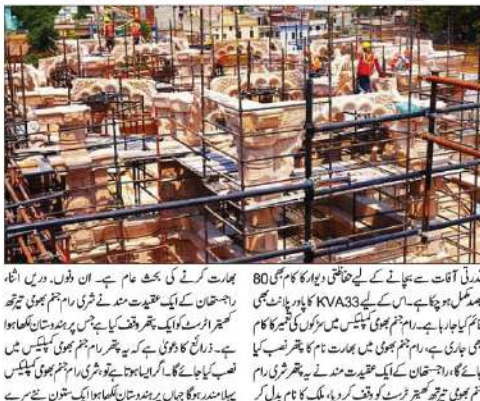 قدرتی آفات سے بچانے کے لیے حفاظتی دیوار کا کام بھی 80
فیصد مکمل ہوچکا ہے۔ اس کے لیے KVA33 کا پاور پلانٹ بھی
قائم کیا جارہا ہے۔ رام جنم بھومی کمپلیکس میں سڑکوں کی تعمیر کا کام
بھی جاری ہے، رام جنم بھومی میں بھارت نام کا پتھر نصب کیا
جائے گا، راجستھان کے ایک عقیدت مند نے یہ پتھر شری رام
جنم بھومی تیرتھ کھیتر ٹرسٹ کو وقف کر دیا، ملک کا نام بدل کر
بھارت کرنے کی بحث عام ہے۔ ان دنوں۔ دریں اثنا،
راجستھان کے ایک عقیدت مند نے شری رام جنم بھومی تیرتھ
کھیتر ٹرسٹ کو ایک پتھر وقف کیا ہے جس پر ہندوستان لکھا ہوا
ہے۔ ذرائع کا دعویٰ ہے کہ یہ پتھر رام جنم بھومی کمپلیکس میں
نصب کیا جائے گا۔ اگر ایسا ہوتا ہے تو، شری رام جنم بھومی کمپلیکس
پہلا مندر ہوگا جہاں پر ہندوستان لکھا ہوا ایک ستون نئے سرے